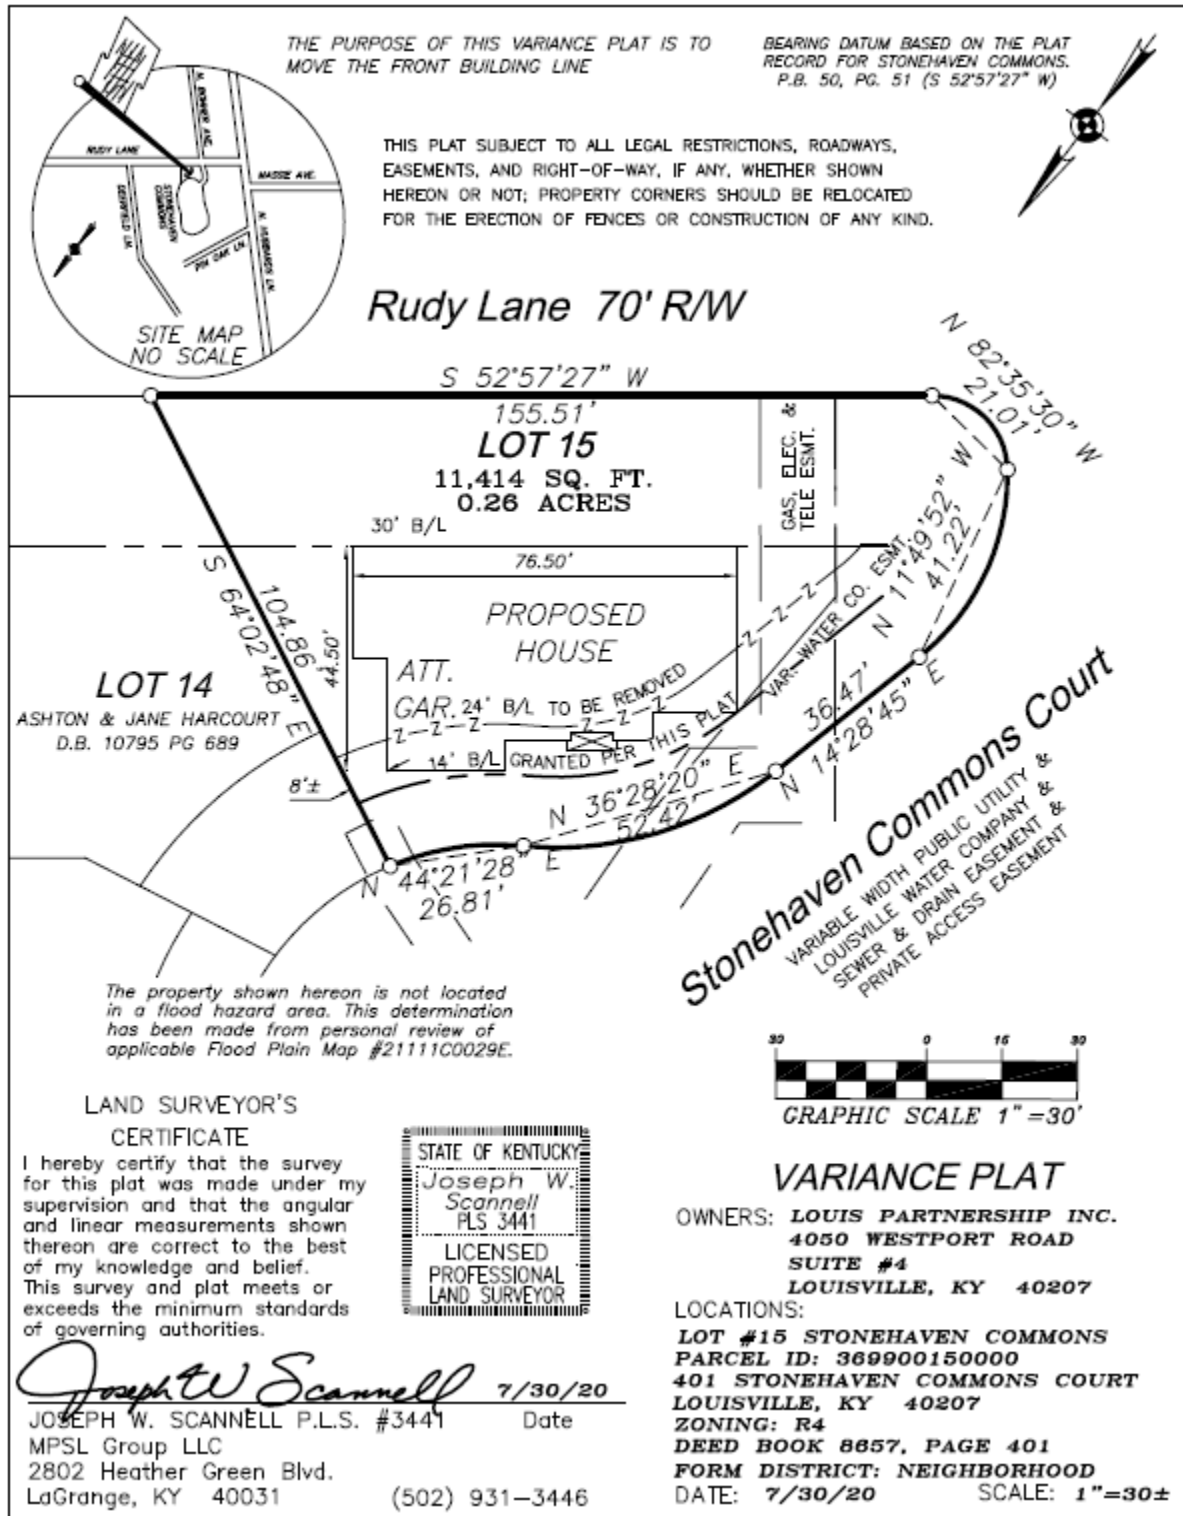 THE PURPOSE OF THIS VARIANCE PLAT IS TO
MOVE THE FRONT BUILDING LINE
BEARING DATUM BASED ON THE PLAT
RECORD FOR STONEHAVEN COMMONS.
P.B. 50, PG. 51 (S 52°57'27" W)
THIS PLAT SUBJECT TO ALL LEGAL RESTRICTIONS, ROADWAYS,
EASEMENTS, AND RIGHT-OF-WAY, IF ANY, WHETHER SHOWN
HEREON OR NOT; PROPERTY CORNERS SHOULD BE RELOCATED
FOR THE ERECTION OF FENCES OR CONSTRUCTION OF ANY KIND.
RUDY LANE
MASSIE AVE.
STONEHAVEN
COMMONS
PIN OAK LN.
N. HUBBARDS LN.
SITE MAP
NO SCALE
Rudy Lane 70' R/W
S 52°57'27" W
155.51'
N 82°35'30" W
21.01'
LOT 15
11,414 SQ. FT.
0.26 ACRES
GAS, ELEC. &
TELE ESMT.
30' B/L
76.50'
N 11°49'52" W
41.22'
S 64°02'48" E
104.86'
44.50'
PROPOSED
HOUSE
VAR. WATER CO. ESMT.
ATT.
GAR.
24' B/L TO BE REMOVED
Z Z Z Z Z Z Z Z
14' B/L GRANTED PER THIS PLAT
LOT 14
ASHTON & JANE HARCOURT
D.B. 10795 PG 689
8'±
36.47'
N 14°28'45" E
N 36°28'20" E
52.42'
N 44°21'28" E
26.81'
Stonehaven Commons Court
VARIABLE WIDTH PUBLIC UTILITY &
LOUISVILLE WATER COMPANY &
SEWER & DRAIN EASEMENT &
PRIVATE ACCESS EASEMENT
The property shown hereon is not located
in a flood hazard area. This determination
has been made from personal review of
applicable Flood Plain Map #21111C0029E.
30 0 15 30
GRAPHIC SCALE 1"=30'
LAND SURVEYOR'S
CERTIFICATE
I hereby certify that the survey
for this plat was made under my
supervision and that the angular
and linear measurements shown
thereon are correct to the best
of my knowledge and belief.
This survey and plat meets or
exceeds the minimum standards
of governing authorities.
STATE OF KENTUCKY
Joseph W.
Scannell
PLS 3441
LICENSED
PROFESSIONAL
LAND SURVEYOR
Joseph W Scannell 7/30/20
JOSEPH W. SCANNELL P.L.S. #3441 Date
MPSL Group LLC
2802 Heather Green Blvd.
LaGrange, KY 40031 (502) 931-3446
VARIANCE PLAT
OWNERS: LOUIS PARTNERSHIP INC.
4050 WESTPORT ROAD
SUITE #4
LOUISVILLE, KY 40207
LOCATIONS:
LOT #15 STONEHAVEN COMMONS
PARCEL ID: 369900150000
401 STONEHAVEN COMMONS COURT
LOUISVILLE, KY 40207
ZONING: R4
DEED BOOK 8657, PAGE 401
FORM DISTRICT: NEIGHBORHOOD
DATE: 7/30/20 SCALE: 1"=30±